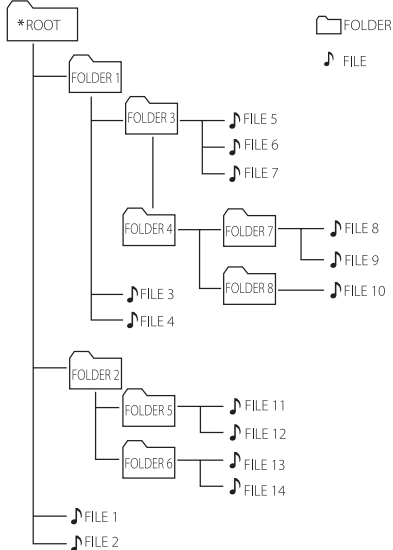 *ROOT
FOLDER
FILE
FOLDER 1
FOLDER 3
FILE 5
FILE 6
FILE 7
FOLDER 4
FOLDER 7
FILE 8
FILE 9
FOLDER 8
FILE 10
FILE 3
FILE 4
FOLDER 2
FOLDER 5
FILE 11
FILE 12
FOLDER 6
FILE 13
FILE 14
FILE 1
FILE 2